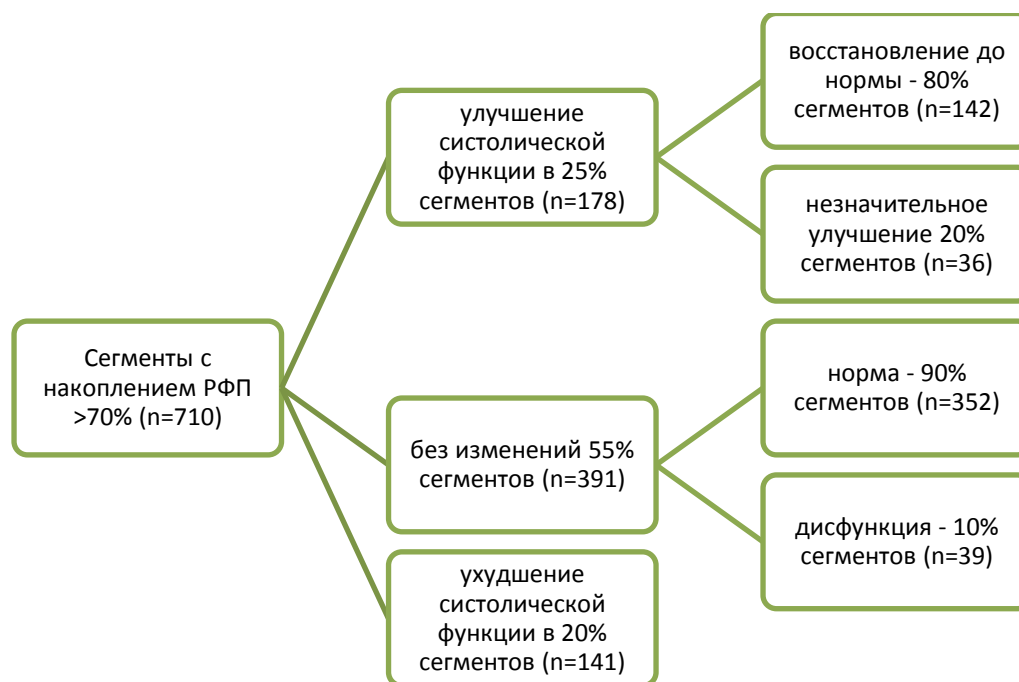 Сегменты с
накоплением РФП
>70% (n=710)
улучшение
систолической
функции в 25%
сегментов (n=178)
восстановление до
нормы - 80%
сегментов (n=142)
незначительное
улучшение 20%
сегментов (n=36)
без изменений 55%
сегментов (n=391)
норма - 90%
сегментов (n=352)
дисфункция - 10%
сегментов (n=39)
ухудшение
систолической
функции в 20%
сегментов (n=141)